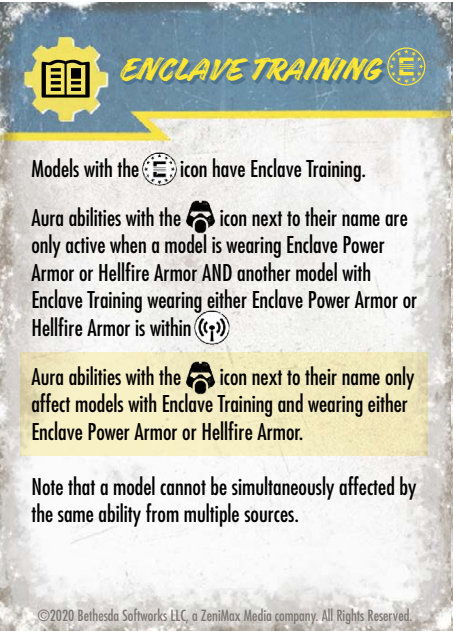 ENCLAVE TRAINING
Models with the icon have Enclave Training.
Aura abilities with the icon next to their name are
only active when a model is wearing Enclave Power
Armor or Hellfire Armor AND another model with
Enclave Training wearing either Enclave Power Armor or
Hellfire Armor is within
Aura abilities with the icon next to their name only
affect models with Enclave Training and wearing either
Enclave Power Armor or Hellfire Armor.
Note that a model cannot be simultaneously affected by
the same ability from multiple sources.
©2020 Bethesda Softworks LLC, a ZeniMax Media company. All Rights Reserved.